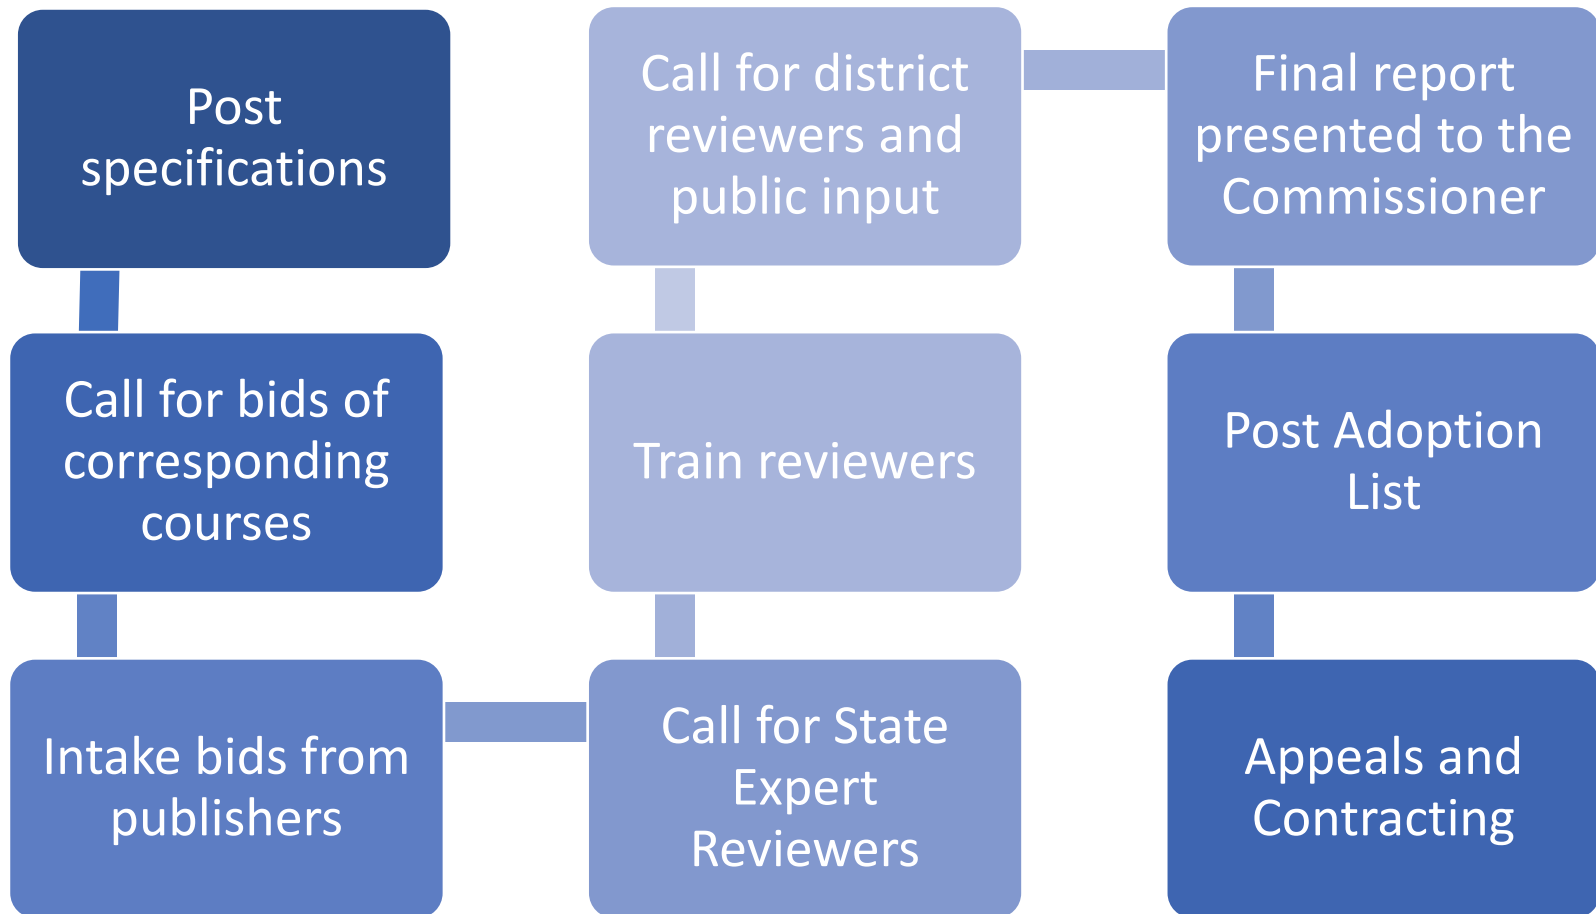 Post
specifications
Call for bids of
corresponding
courses
Intake bids from
publishers
Call for State
Expert
Reviewers
Train reviewers
Call for district
reviewers and
public input
Final report
presented to the
Commissioner
Post Adoption
List
Appeals and
Contracting